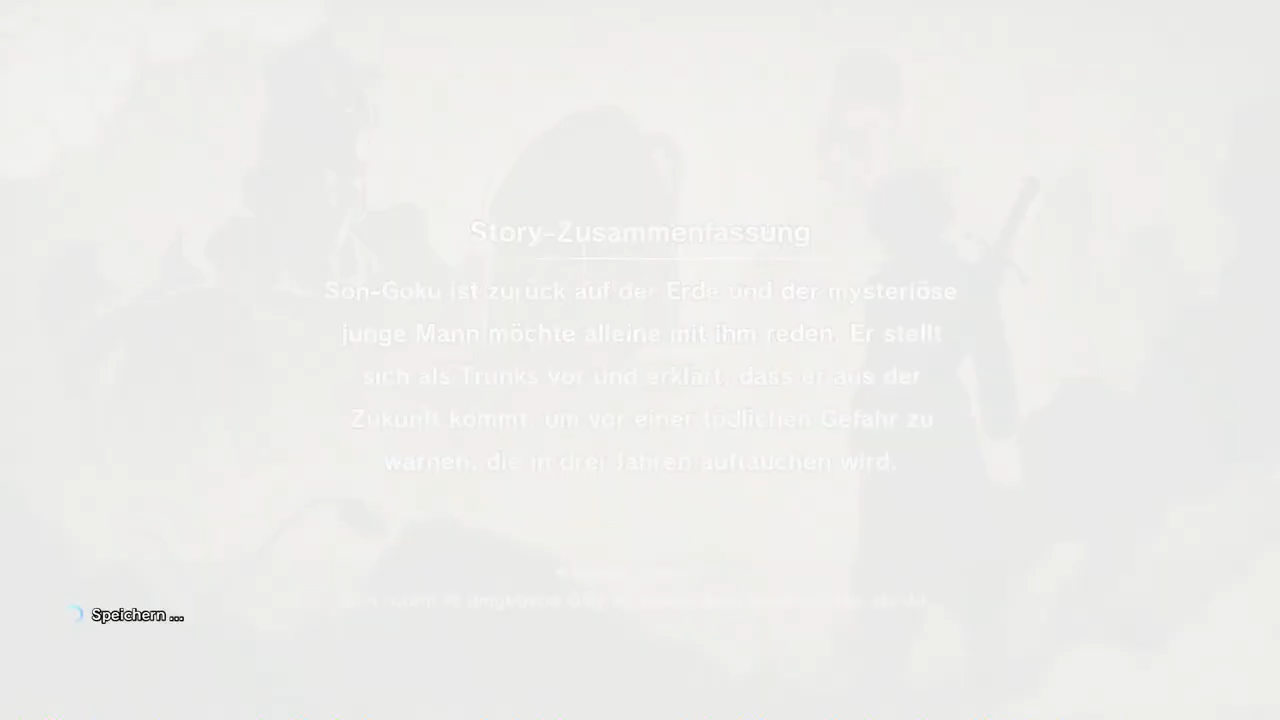 Story-Zusammenfassung
Son-Goku ist zurück auf der Erde und der mysteriöse
junge Mann möchte alleine mit ihm reden. Er stellt
sich als Trunks vor und erklärt, dass er aus der
Zukunft kommt, um vor einer tödlichen Gefahr zu
warnen, die in drei Jahren auftauchen wird.
Speichern ...